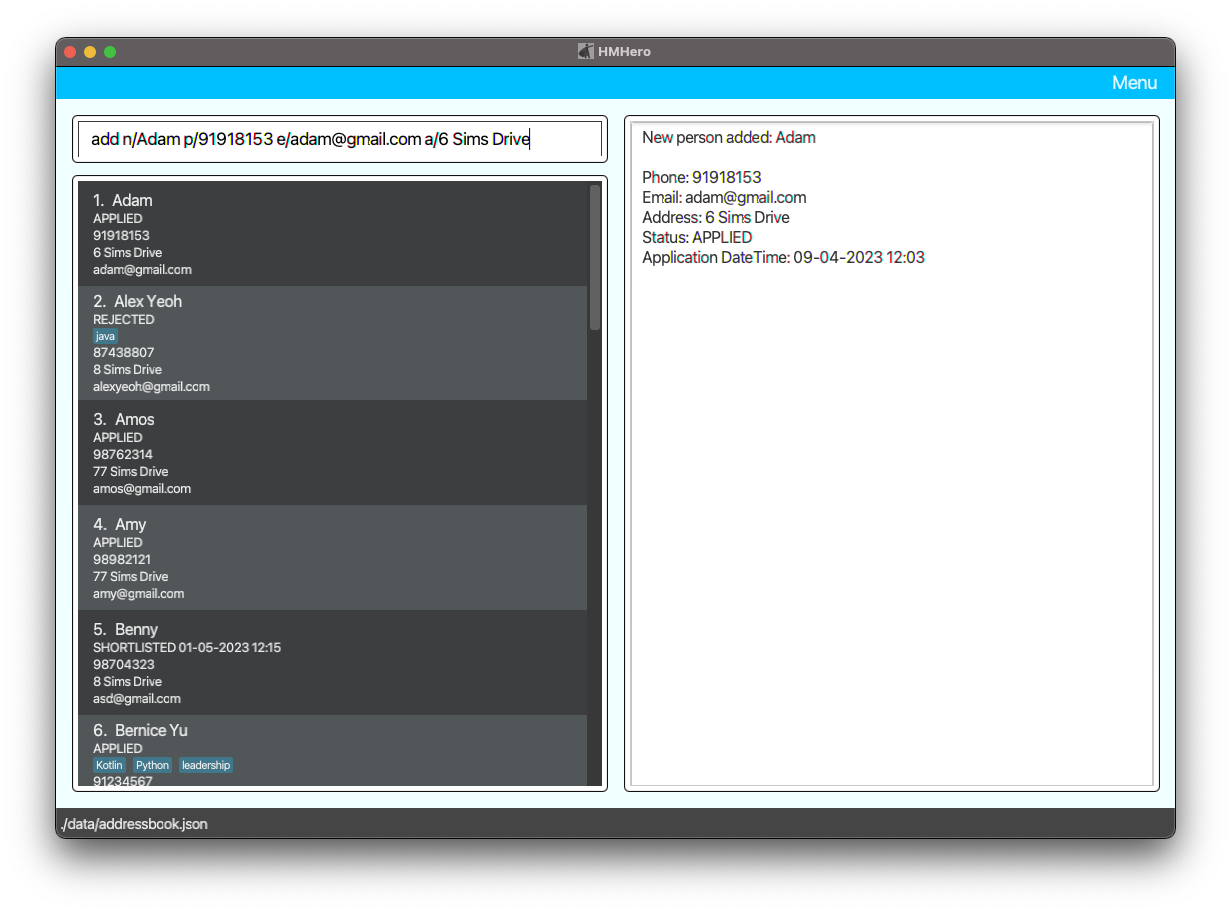 HMHero
Menu
add n/Adam p/91918153 e/adam@gmail.com a/6 Sims Drive
1. Adam
APPLIED
91918153
6 Sims Drive
adam@gmail.com
2. Alex Yeoh
REJECTED
java
87438807
8 Sims Drive
alexyeoh@gmail.com
3. Amos
APPLIED
98762314
77 Sims Drive
amos@gmail.com
4. Amy
APPLIED
98982121
77 Sims Drive
amy@gmail.com
5. Benny
SHORTLISTED 01-05-2023 12:15
98704323
8 Sims Drive
asd@gmail.com
6. Bernice Yu
APPLIED
Kotlin Python leadership
91234567
New person added: Adam
Phone: 91918153
Email: adam@gmail.com
Address: 6 Sims Drive
Status: APPLIED
Application DateTime: 09-04-2023 12:03
./data/addressbook.json